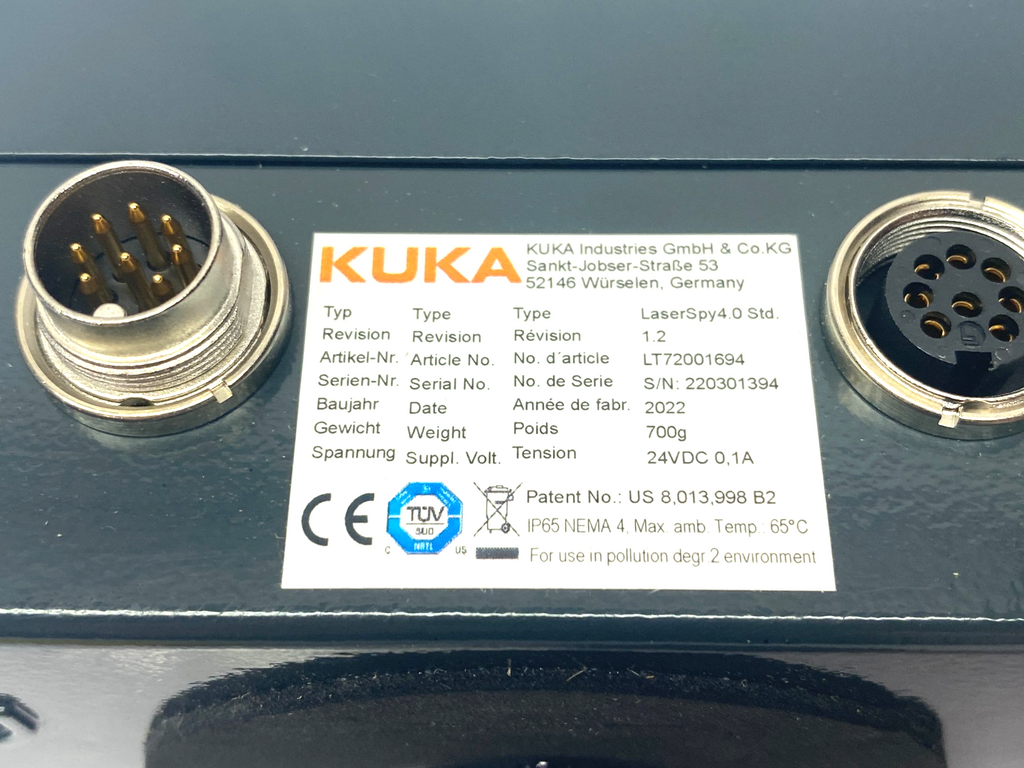 KUKA
KUKA Industries GmbH & Co.KG
Sankt-Jobser-Straße 53
52146 Würselen, Germany
Typ Type Type LaserSpy4.0 Std.
Revision Revision Révision 1.2
Artikel-Nr. Article No. No. d´article LT72001694
Serien-Nr. Serial No. No. de Serie S/N: 220301394
Baujahr Date Année de fabr. 2022
Gewicht Weight Poids 700g
Spannung Suppl. Volt. Tension 24VDC 0,1A
CE
TÜV
SÜD
C NRTL US
Patent No.: US 8,013,998 B2
IP65 NEMA 4, Max. amb. Temp.: 65°C
For use in pollution degr.2 environment